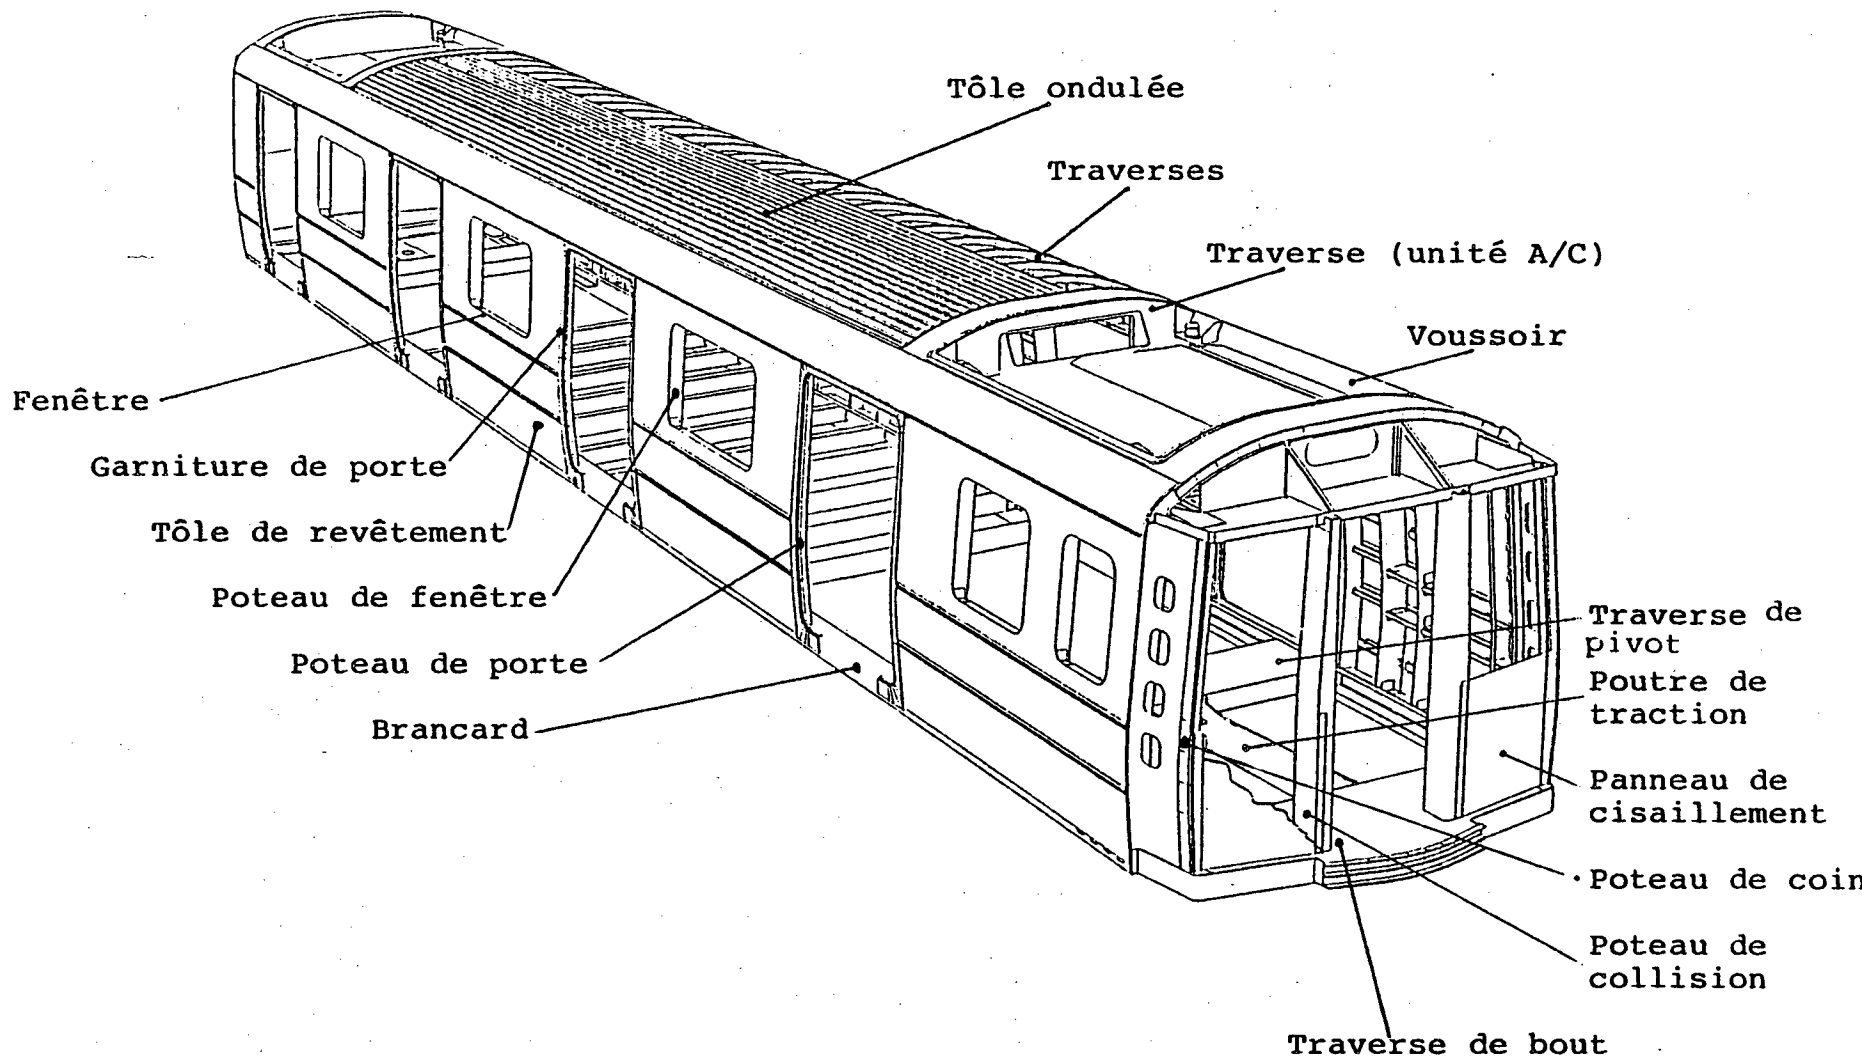 Tôle ondulée
Traverses
Traverse (unité A/C)
Voussoir
Fenêtre
Garniture de porte
Tôle de revêtement
Poteau de fenêtre
Poteau de porte
Brancard
Traverse de
pivot
Poutre de
traction
Panneau de
cisaillement
Poteau de coin
Poteau de
collision
Traverse de bout